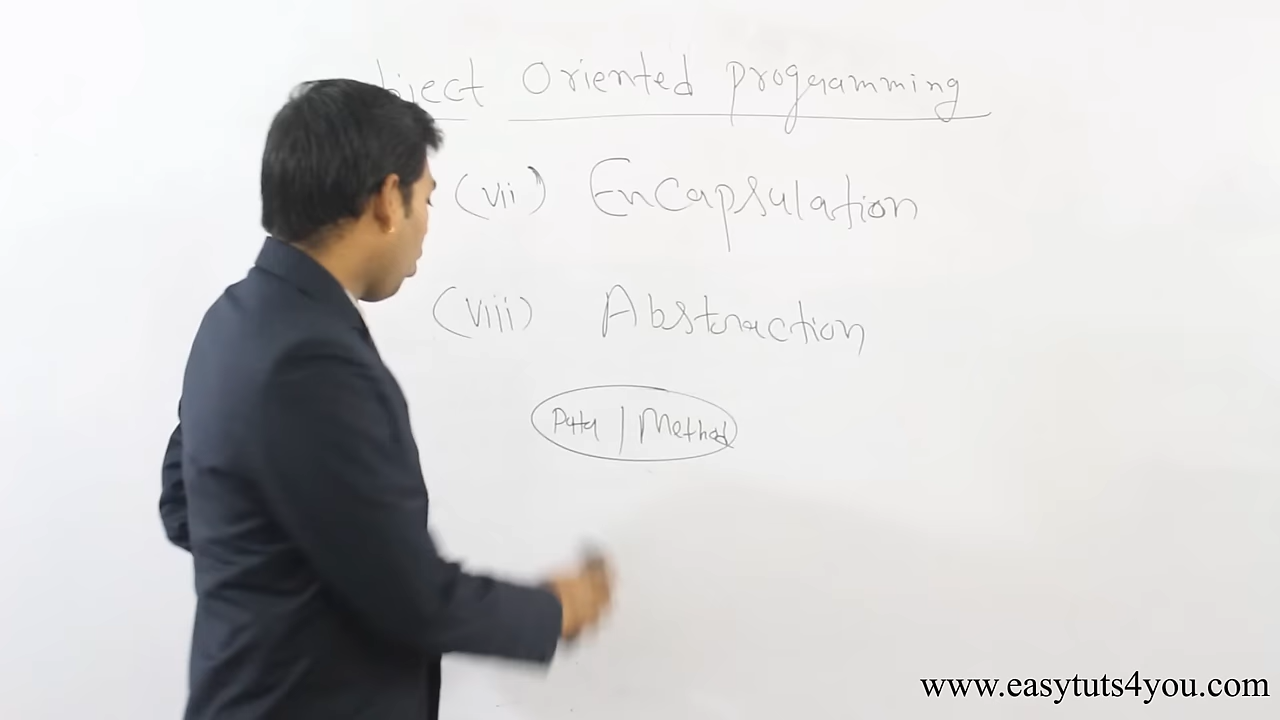 bject Oriented programming
(vii) Encapsulation
(viii) Abstraction
Data | Method
www.easytuts4you.com